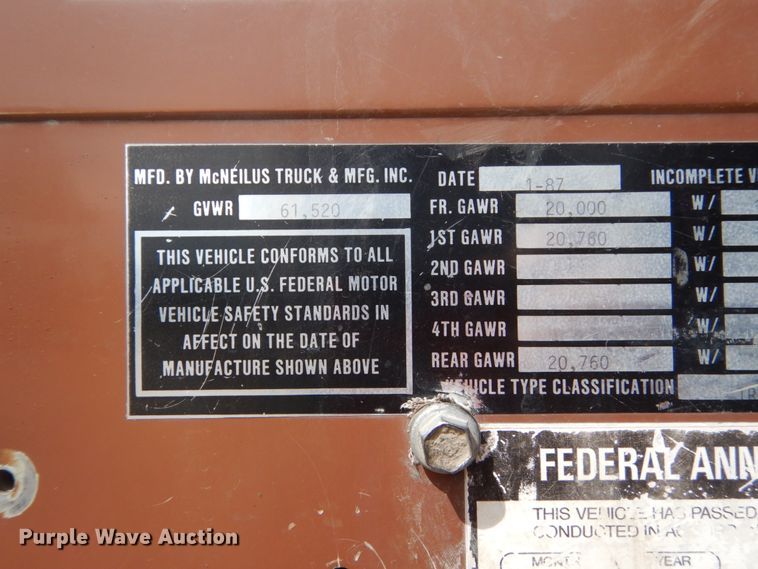 MFD. BY McNEILUS TRUCK & MFG. INC.
GVWR 61,520
THIS VEHICLE CONFORMS TO ALL
APPLICABLE U.S. FEDERAL MOTOR
VEHICLE SAFETY STANDARDS IN
AFFECT ON THE DATE OF
MANUFACTURE SHOWN ABOVE
DATE 1-87 INCOMPLETE V
FR. GAWR 20,000 W/
1ST GAWR 20,760 W/
2ND GAWR W/
3RD GAWR W/
4TH GAWR W/
REAR GAWR 20,760 W/
VEHICLE TYPE CLASSIFICATION TR
FEDERAL ANN
THIS VEHICLE HAS PASSED
CONDUCTED IN
MONTH YEAR
Purple Wave Auction